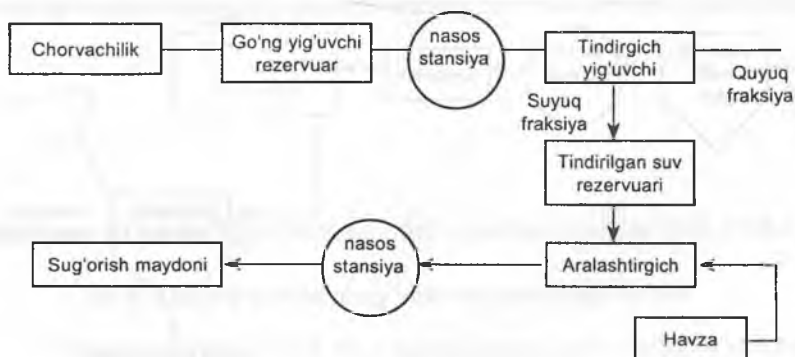 Chorvachilik
Go'ng yig'uvchi
rezervuar
nasos
stansiya
Tindirgich
yig'uvchi
Quyuq
fraksiya
Suyuq
fraksiya
Tindirilgan suv
rezervuari
Sug'orish maydoni
nasos
stansiya
Aralashtirgich
Havza